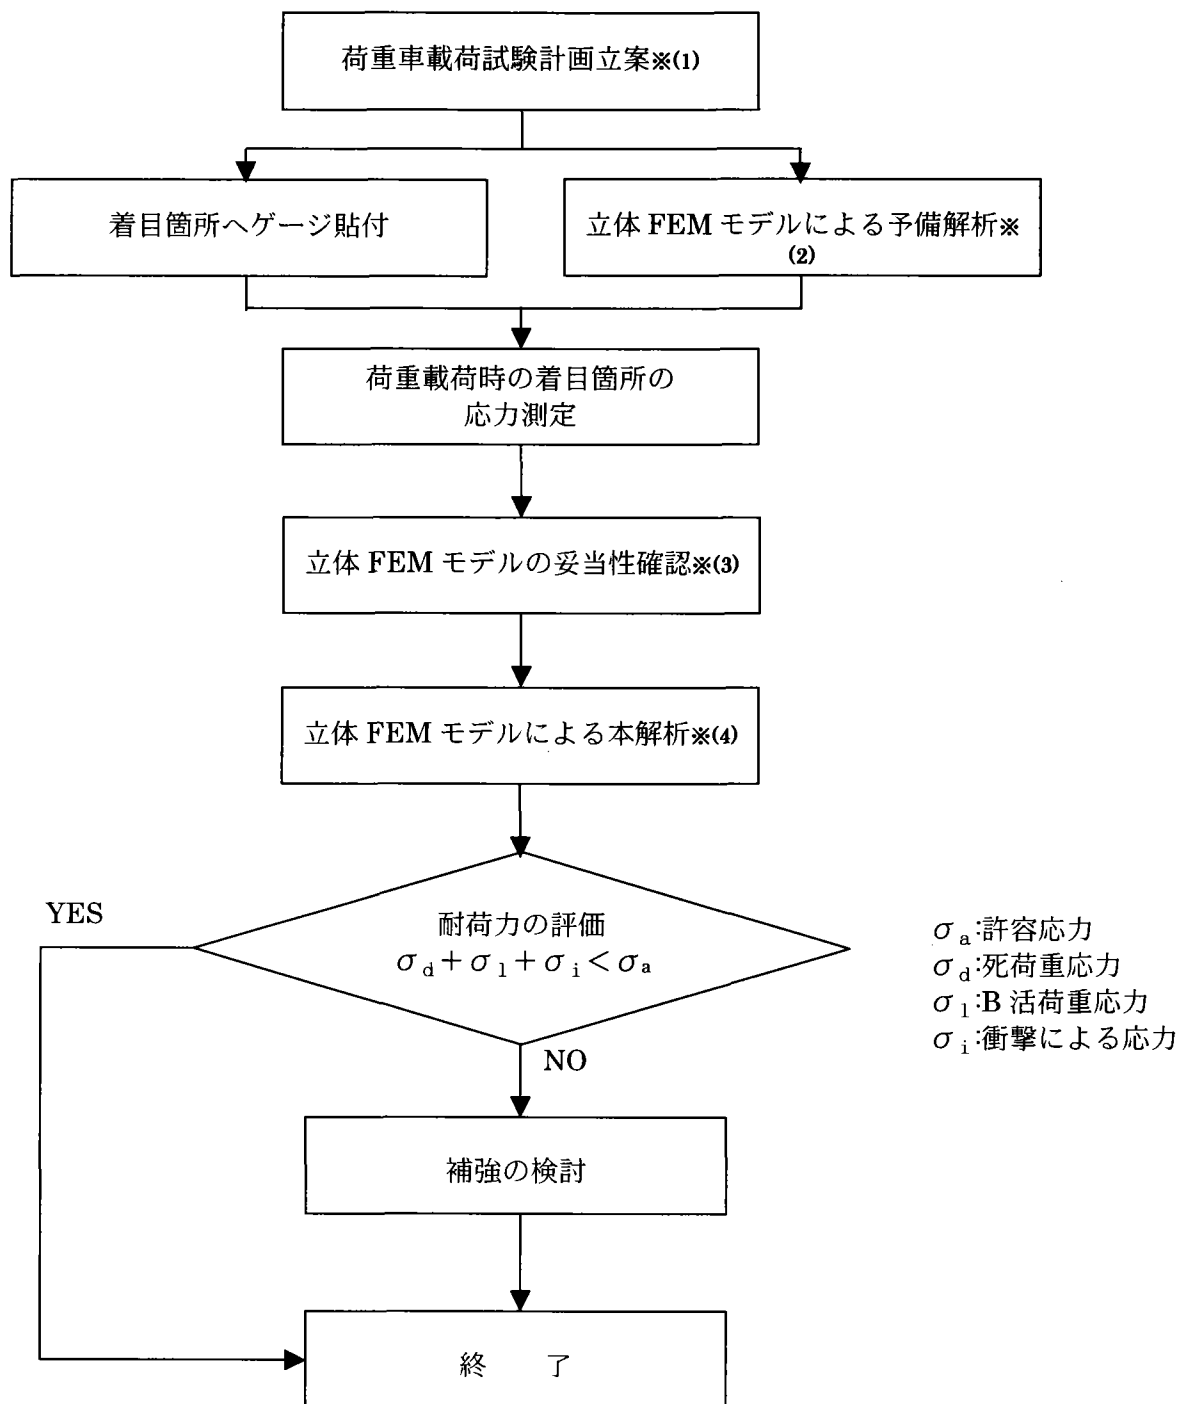 荷重車載荷試験計画立案※(1)
着目箇所へゲージ貼付
立体 FEM モデルによる予備解析※
(2)
荷重載荷時の着目箇所の
応力測定
立体 FEM モデルの妥当性確認※(3)
立体 FEM モデルによる本解析※(4)
YES
耐荷力の評価
σd+σl+σi<σa
NO
σa:許容応力
σd:死荷重応力
σl:B 活荷重応力
σi:衝撃による応力
補強の検討
終 了